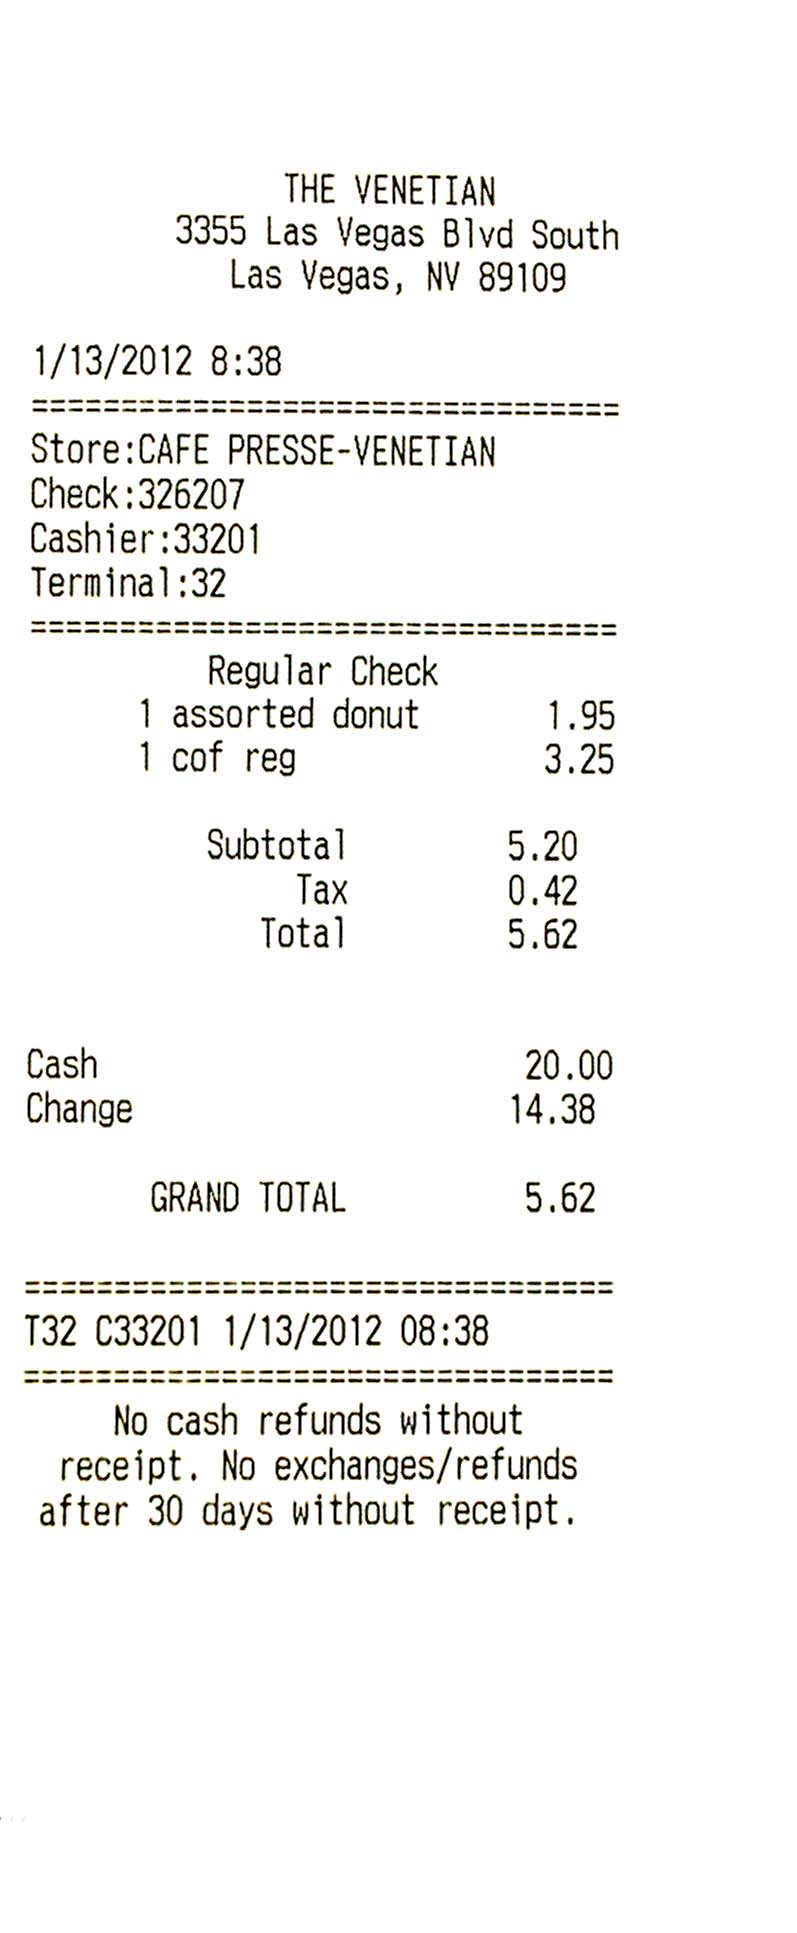 THE VENETIAN
3355 Las Vegas Blvd South
Las Vegas, NV 89109
1/13/2012 8:38
=================================
Store:CAFE PRESSE-VENETIAN
Check:326207
Cashier:33201
Terminal:32
=================================
Regular Check
1 assorted donut 1.95
1 cof reg 3.25
Subtotal 5.20
Tax 0.42
Total 5.62
Cash 20.00
Change 14.38
GRAND TOTAL 5.62
=================================
T32 C33201 1/13/2012 08:38
=================================
No cash refunds without
receipt. No exchanges/refunds
after 30 days without receipt.